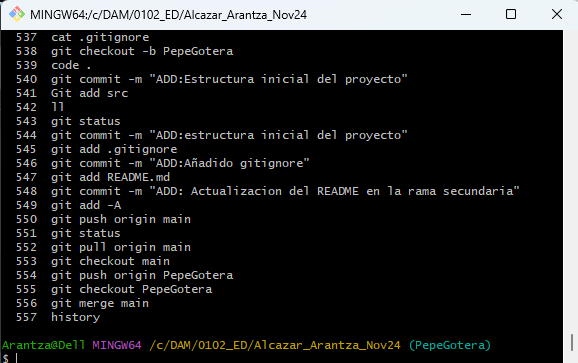 MINGW64:/c/DAM/0102_ED/Alcazar_Arantza_Nov24
537 cat .gitignore
538 git checkout -b PepeGotera
539 code .
540 git commit -m "ADD:Estructura inicial del proyecto"
541 Git add src
542 ll
543 git status
544 git commit -m "ADD:estructura inicial del proyecto"
545 git add .gitignore
546 git commit -m "ADD:Añadido gitignore"
547 git add README.md
548 git commit -m "ADD: Actualizacion del README en la rama secundaria"
549 git add -A
550 git push origin main
551 git status
552 git pull origin main
553 git checkout main
554 git push origin PepeGotera
555 git checkout PepeGotera
556 git merge main
557 history
Arantza@Dell MINGW64 /c/DAM/0102_ED/Alcazar_Arantza_Nov24 (PepeGotera)
$